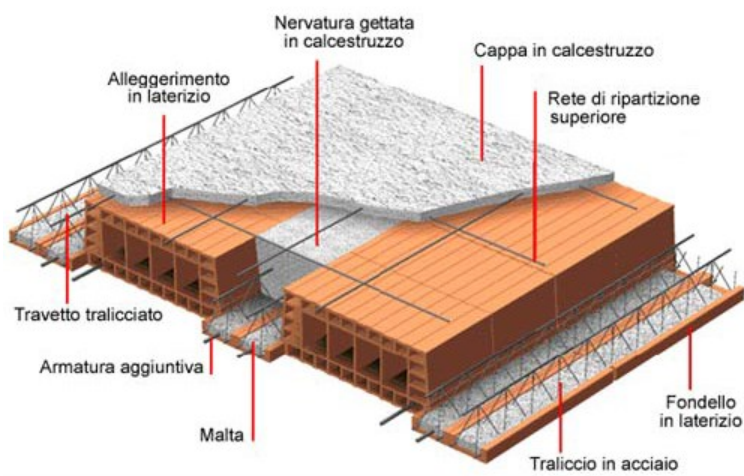 Nervatura gettata
in calcestruzzo
Cappa in calcestruzzo
Alleggerimento
in laterizio
Rete di ripartizione
superiore
Travetto tralicciato
Armatura aggiuntiva
Malta
Fondello
in laterizio
Traliccio in acciaio